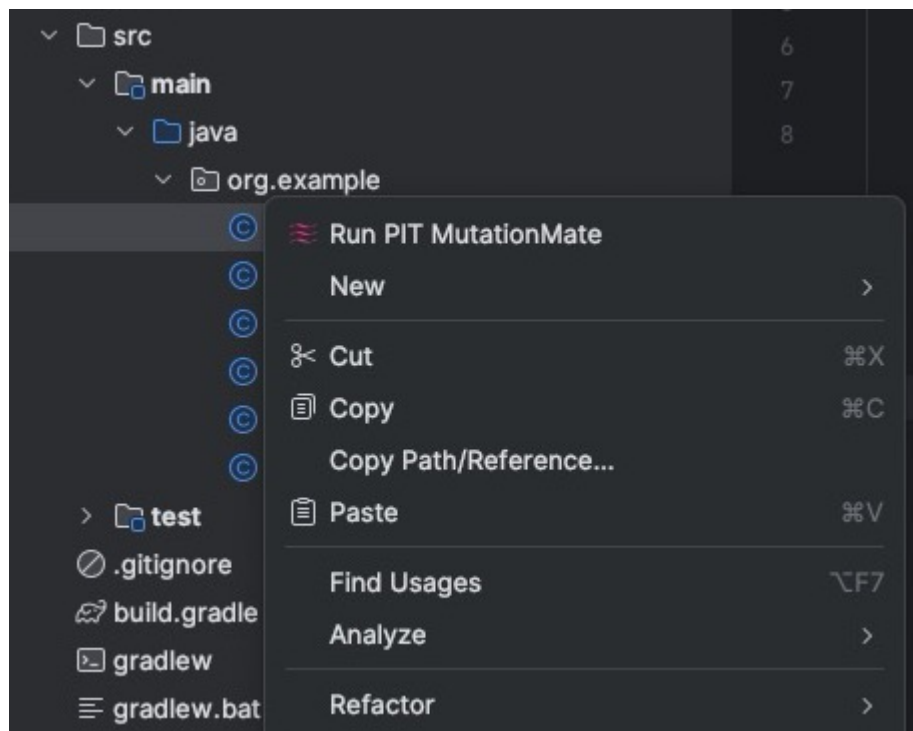 src
6
main
7
java
8
org.example
Run PIT MutationMate
New
Cut ⌘X
Copy ⌘C
Copy Path/Reference...
Paste ⌘V
test
.gitignore
Find Usages ⌥F7
build.gradle
Analyze
gradlew
Refactor
gradlew.bat